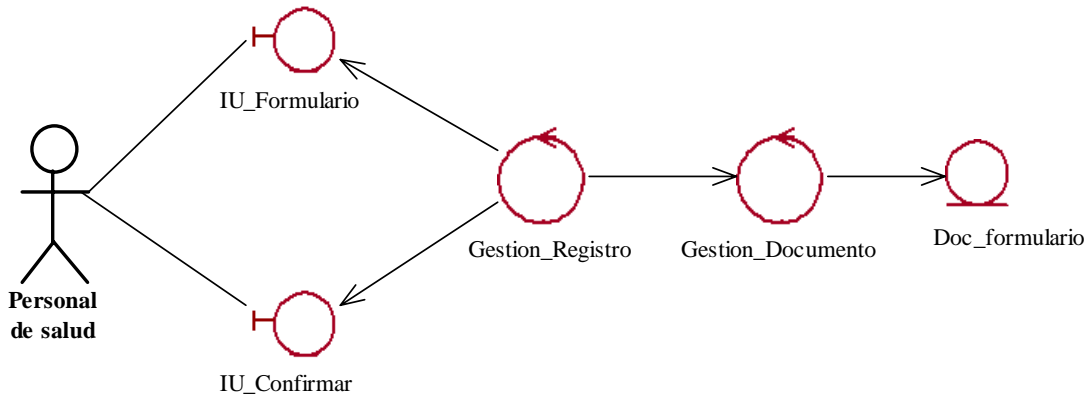 IU_Formulario
Gestion_Registro
Gestion_Documento
Doc_formulario
Personal
de salud
IU_Confirmar